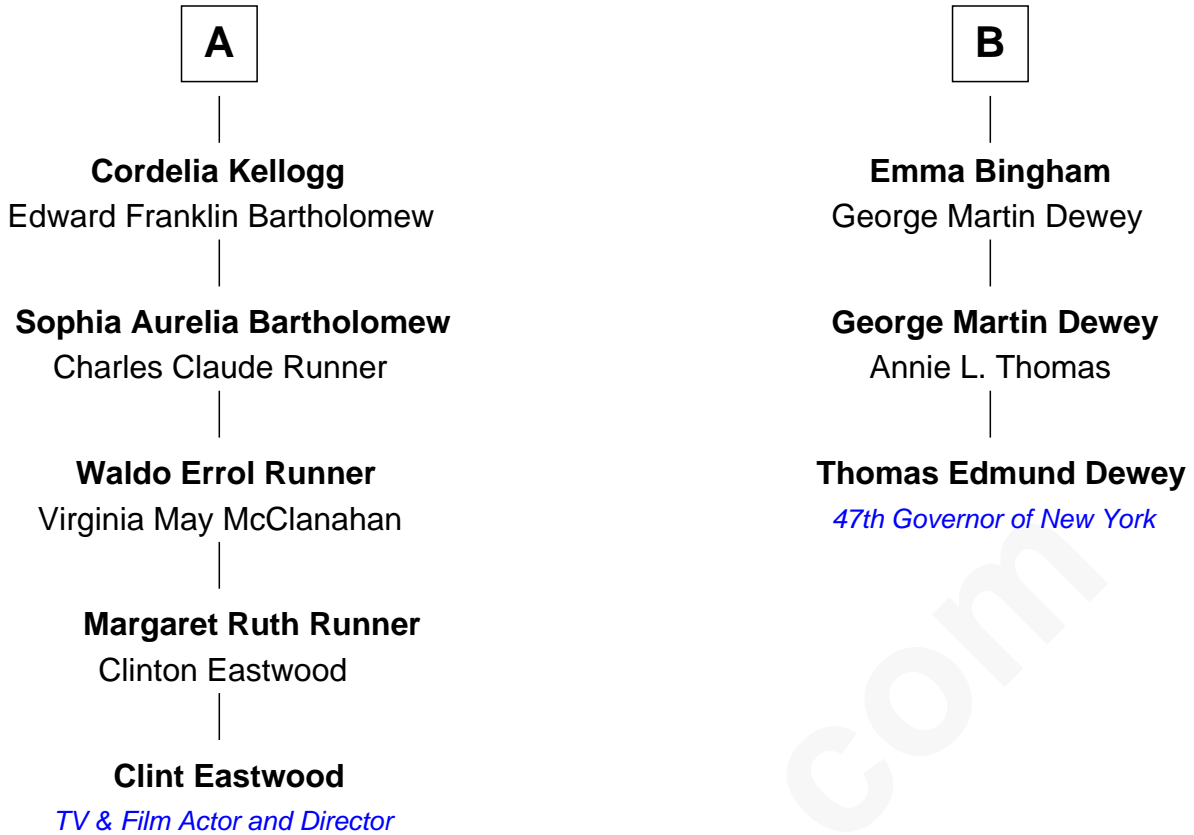 A
Cordelia Kellogg
Edward Franklin Bartholomew
Sophia Aurelia Bartholomew
Charles Claude Runner
Waldo Errol Runner
Virginia May McClanahan
Margaret Ruth Runner
Clinton Eastwood
Clint Eastwood
TV & Film Actor and Director
B
Emma Bingham
George Martin Dewey
George Martin Dewey
Annie L. Thomas
Thomas Edmund Dewey
47th Governor of New York
com